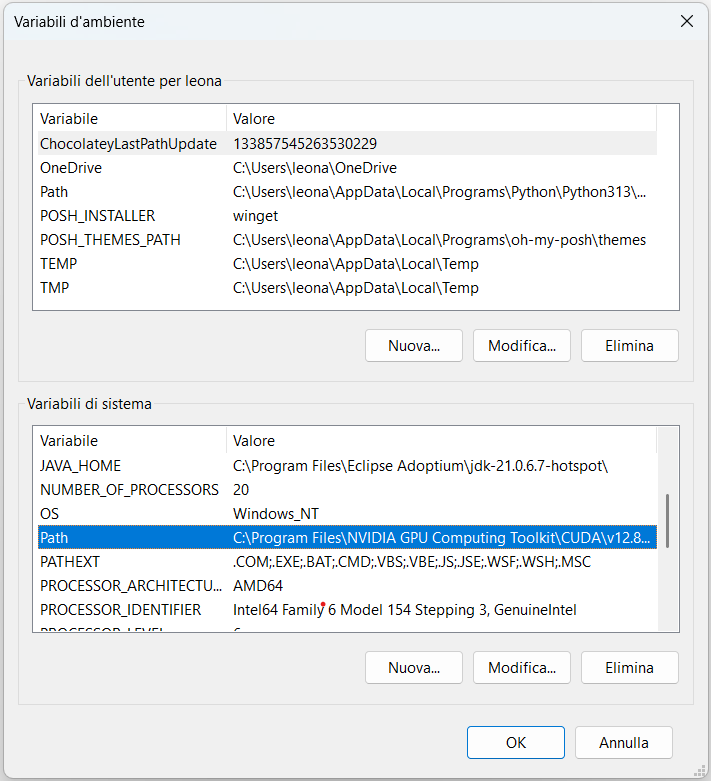 Variabili d'ambiente
Variabili dell'utente per leona
Variabile Valore
ChocolateyLastPathUpdate 133857545263530229
OneDrive C:\Users\leona\OneDrive
Path C:\Users\leona\AppData\Local\Programs\Python\Python313\...
POSH_INSTALLER winget
POSH_THEMES_PATH C:\Users\leona\AppData\Local\Programs\oh-my-posh\themes
TEMP C:\Users\leona\AppData\Local\Temp
TMP C:\Users\leona\AppData\Local\Temp
Nuova... Modifica... Elimina
Variabili di sistema
Variabile Valore
JAVA_HOME C:\Program Files\Eclipse Adoptium\jdk-21.0.6.7-hotspot\
NUMBER_OF_PROCESSORS 20
OS Windows_NT
Path C:\Program Files\NVIDIA GPU Computing Toolkit\CUDA\v12.8...
PATHEXT .COM;.EXE;.BAT;.CMD;.VBS;.VBE;.JS;.JSE;.WSF;.WSH;.MSC
PROCESSOR_ARCHITECTU... AMD64
PROCESSOR_IDENTIFIER Intel64 Family 6 Model 154 Stepping 3, GenuineIntel
PROCESSOR_LEVEL 6
Nuova... Modifica... Elimina
OK Annulla